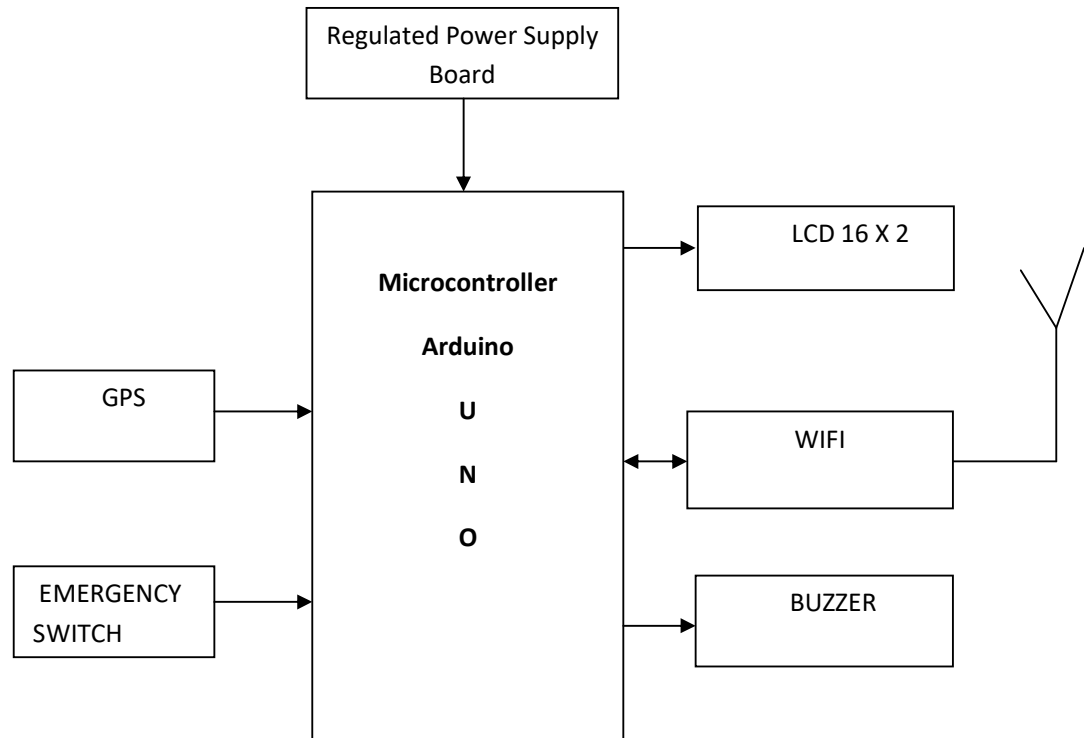 Regulated Power Supply
Board
Microcontroller
Arduino
U
N
O
LCD 16 X 2
GPS
WIFI
EMERGENCY
SWITCH
BUZZER